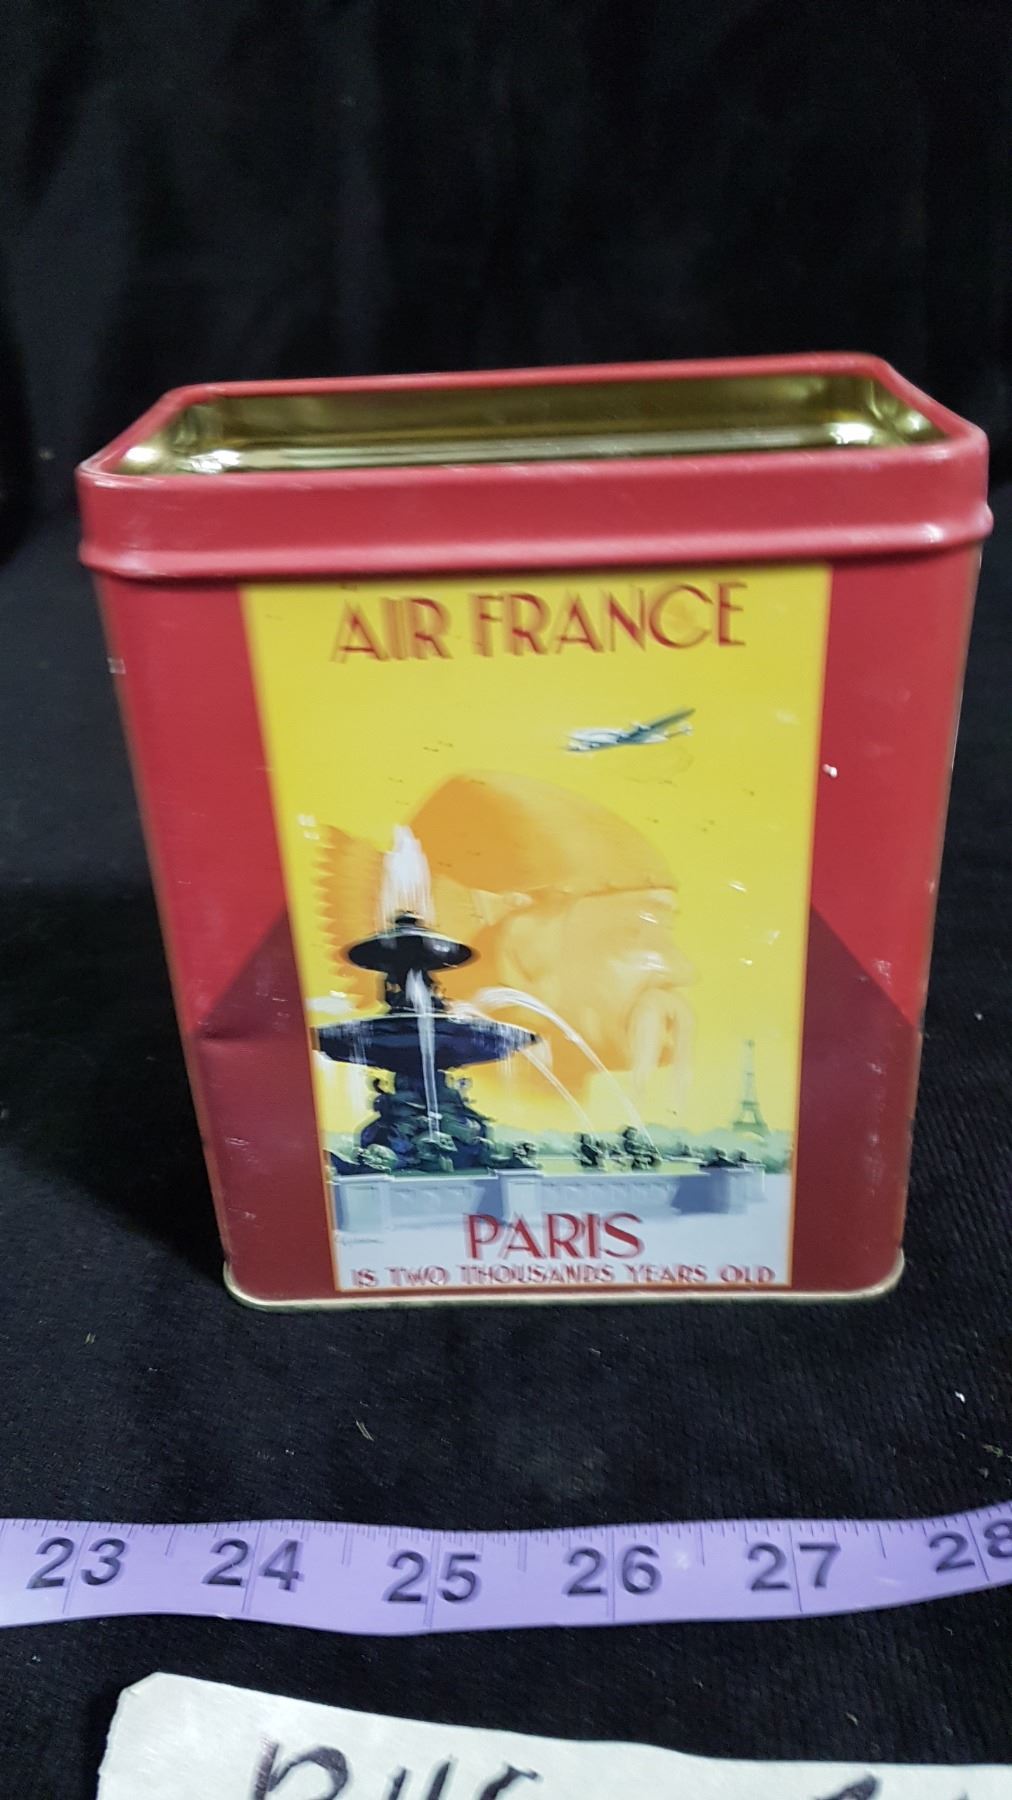 AIR FRANCE
PARIS
IS TWO THOUSANDS YEARS OLD
23 24 25 26 27 28